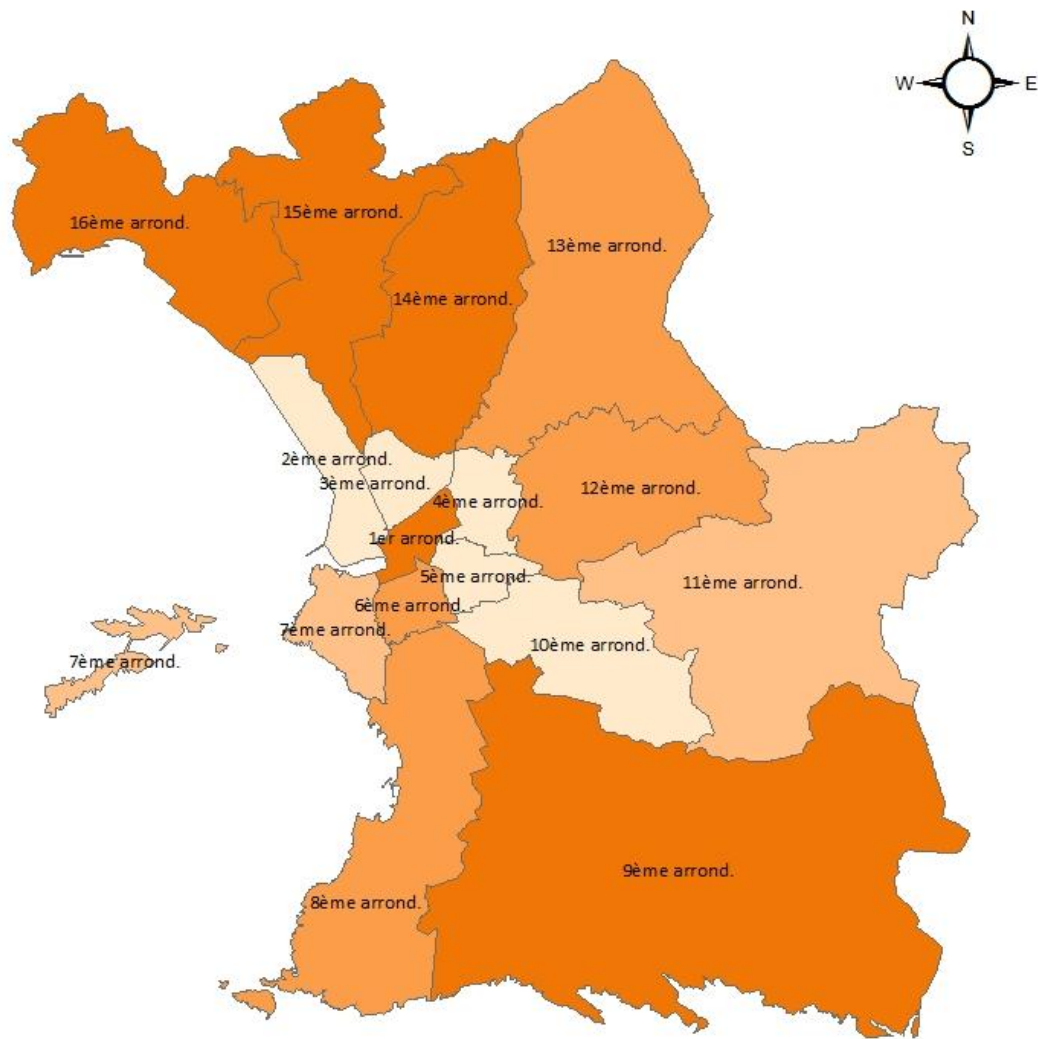 N
W
E
S
16ème arrond.
15ème arrond.
14ème arrond.
13ème arrond.
2ème arrond.
3ème arrond.
4ème arrond.
12ème arrond.
1er arrond.
5ème arrond.
11ème arrond.
6ème arrond.
7ème arrond.
10ème arrond.
7ème arrond.
9ème arrond.
8ème arrond.